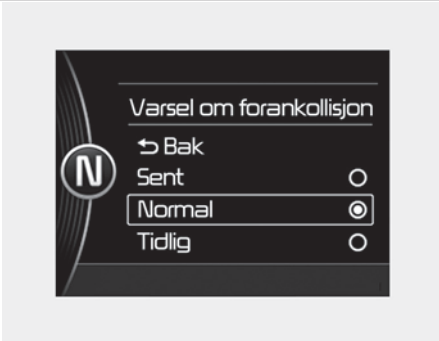 Varsel om forankollisjon
Bak
N
Sent
Normal
Tidlig